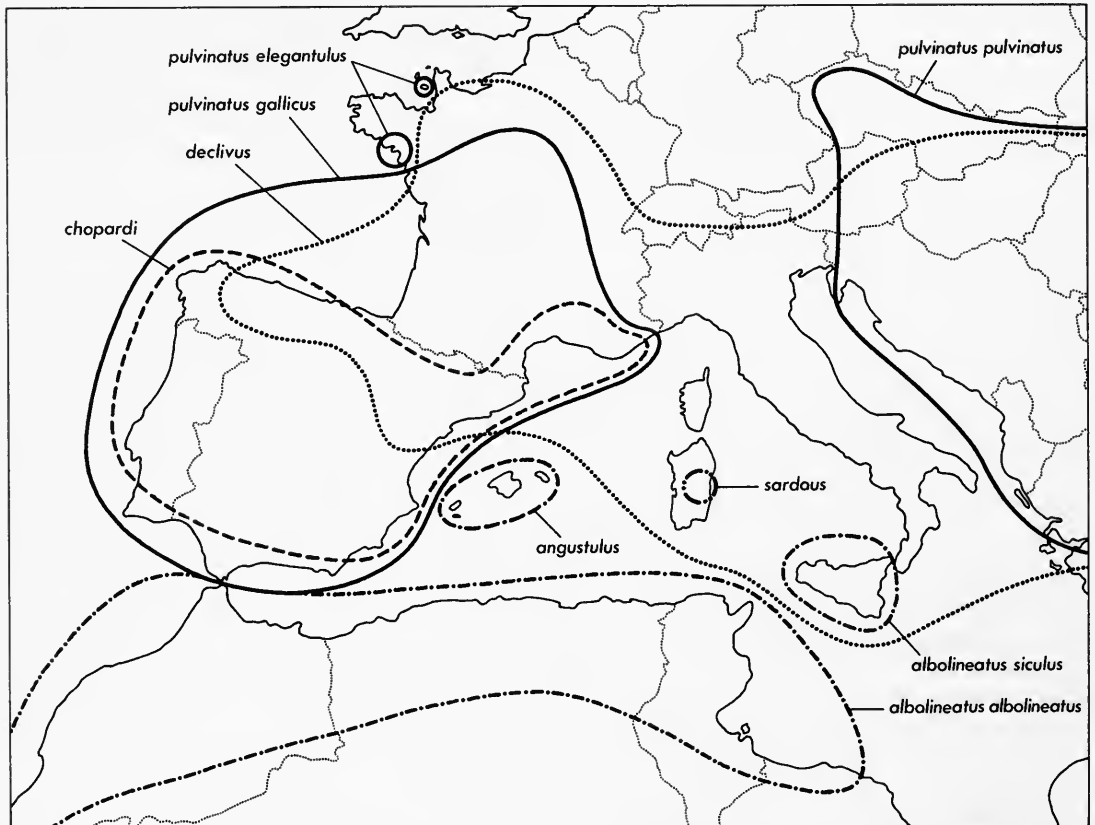 pulvinatus elegantulus
pulvinatus pulvinatus
pulvinatus gallicus
declivus
chopardi
sardous
angustulus
albolineatus siculus
albolineatus albolineatus